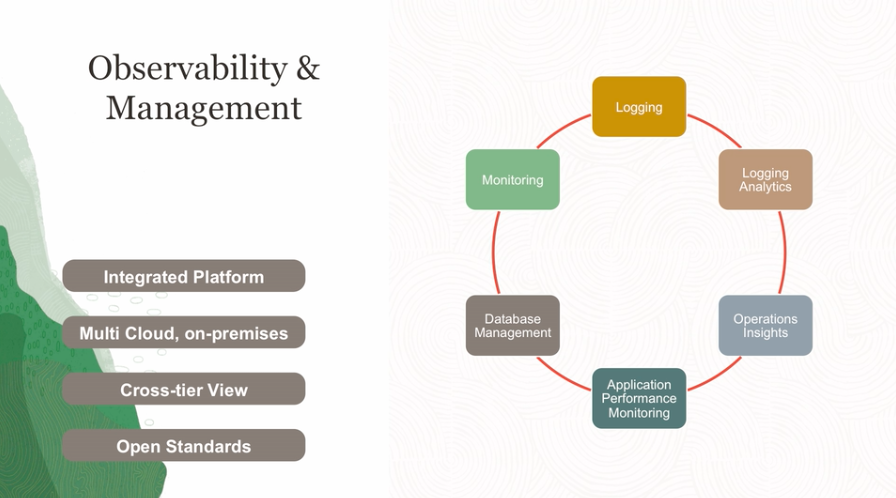 Observability &
Management
Integrated Platform
Multi Cloud, on-premises
Cross-tier View
Open Standards
Logging
Logging
Analytics
Operations
Insights
Application
Performance
Monitoring
Database
Management
Monitoring